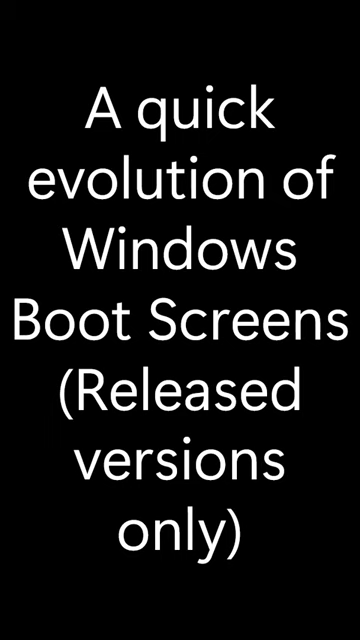 A quick
evolution of
Windows
Boot Screens
(Released
versions
only)